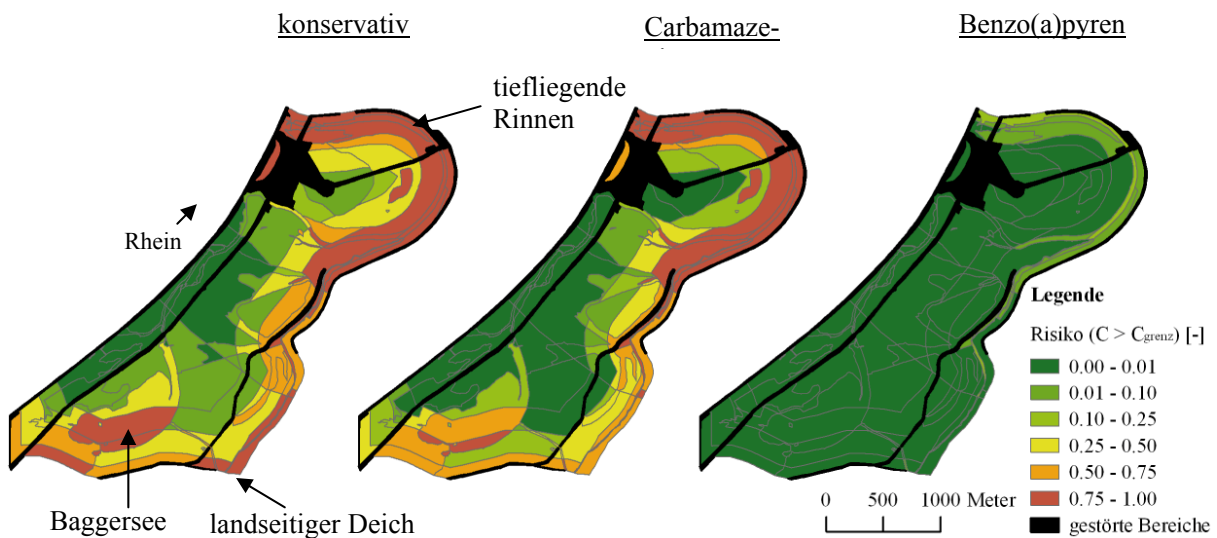 konservativ
Carbamaze-
Benzo(a)pyren
tiefliegende
Rinnen
Rhein
Baggersee
landseitiger Deich
Legende
Risiko (C > Cgrenz) [-]
0.00 - 0.01
0.01 - 0.10
0.10 - 0.25
0.25 - 0.50
0.50 - 0.75
0.75 - 1.00
gestörte Bereiche
0 500 1000 Meter